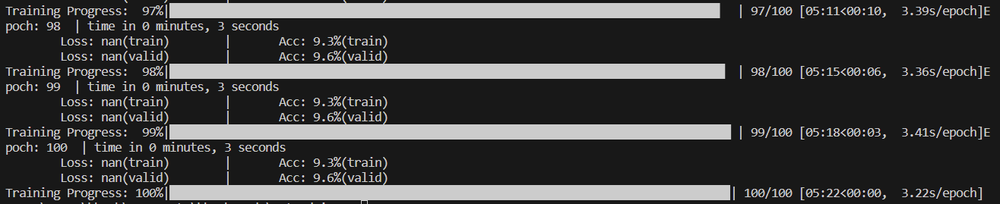 Training Progress:  97%|          | 97/100 [05:11<00:10,  3.39s/epoch]E
poch: 98  | time in 0 minutes, 3 seconds
        Loss: nan(train)        |       Acc: 9.3%(train)
        Loss: nan(valid)        |       Acc: 9.6%(valid)
Training Progress:  98%|          | 98/100 [05:15<00:06,  3.36s/epoch]E
poch: 99  | time in 0 minutes, 3 seconds
        Loss: nan(train)        |       Acc: 9.3%(train)
        Loss: nan(valid)        |       Acc: 9.6%(valid)
Training Progress:  99%|          | 99/100 [05:18<00:03,  3.41s/epoch]E
poch: 100  | time in 0 minutes, 3 seconds
        Loss: nan(train)        |       Acc: 9.3%(train)
        Loss: nan(valid)        |       Acc: 9.6%(valid)
Training Progress: 100%|          | 100/100 [05:22<00:00,  3.22s/epoch]